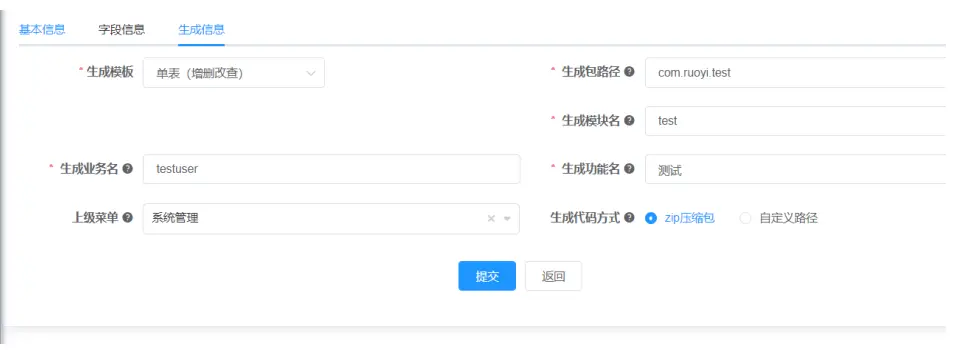 基本信息 字段信息 生成信息
* 生成模板 单表（增删改查） * 生成包路径 com.ruoyi.test
* 生成模块名 test
* 生成业务名 testuser * 生成功能名 测试
上级菜单 系统管理 生成代码方式 zip压缩包 自定义路径
提交 返回